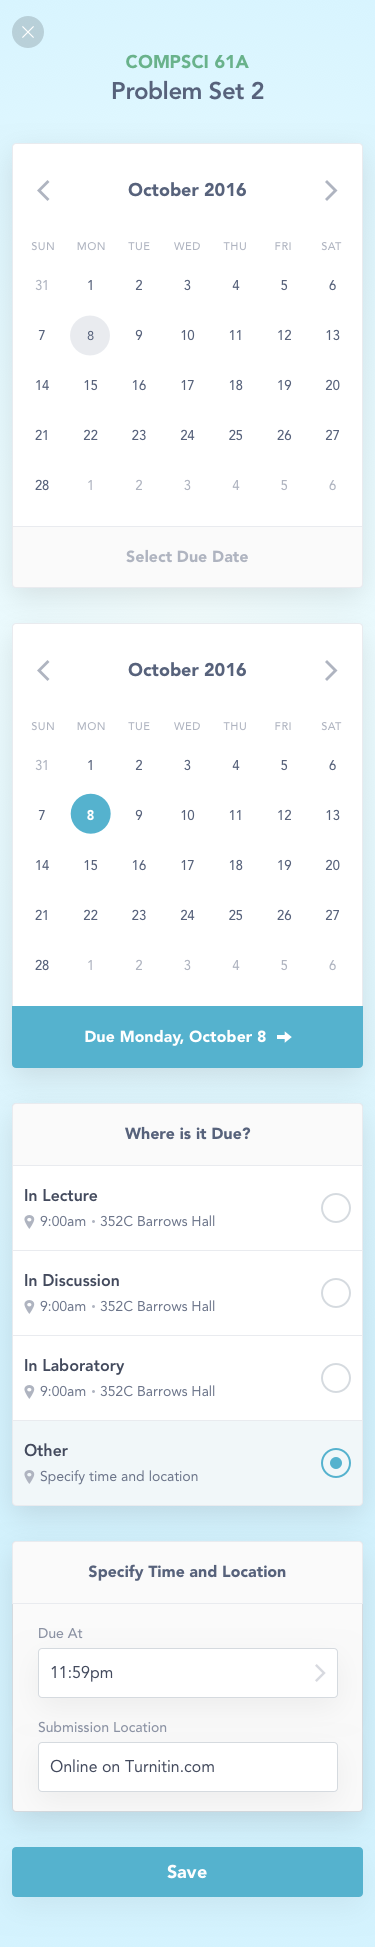 COMPSCI 61A
Problem Set 2
October 2016
SUN MON TUE WED THU FRI SAT
31 1 2 3 4 5 6
7 8 9 10 11 12 13
14 15 16 17 18 19 20
21 22 23 24 25 26 27
28 1 2 3 4 5 6
Select Due Date
October 2016
SUN MON TUE WED THU FRI SAT
31 1 2 3 4 5 6
7 8 9 10 11 12 13
14 15 16 17 18 19 20
21 22 23 24 25 26 27
28 1 2 3 4 5 6
Due Monday, October 8 →
Where is it Due?
In Lecture
9:00am • 352C Barrows Hall
In Discussion
9:00am • 352C Barrows Hall
In Laboratory
9:00am • 352C Barrows Hall
Other
Specify time and location
Specify Time and Location
Due At
11:59pm
Submission Location
Online on Turnitin.com
Save